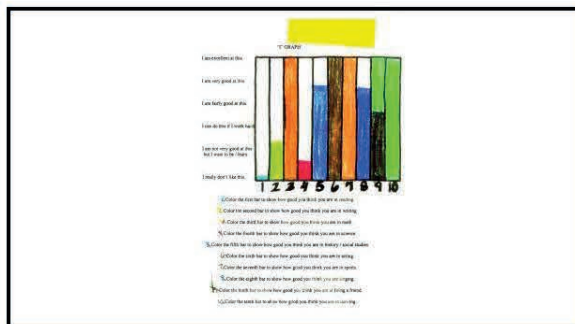 "I" GRAPH
I am excellent at this.
I am very good at this.
I am fairly good at this.
I can do this if I work hard.
I am not very good at this
but I want to learn.
I really don't like this.
1 2 3 4 5 6 7 8 9 10
Color the first bar to show how good you think you are in reading.
Color the second bar to show how good you think you are in writing
Color the third bar to show how good you think you are in math
Color the fourth bar to show how good you think you are in science
Color the fifth bar to show how good you think you are in history / social studies
Color the sixth bar to show how good you think you are in acting
Color the seventh bar to show how good you think you are in sports
Color the eighth bar to show how good you think you are singing
Color the ninth bar to show how good you think you are at being a friend.
Color the tenth bar to show how good you think you are in